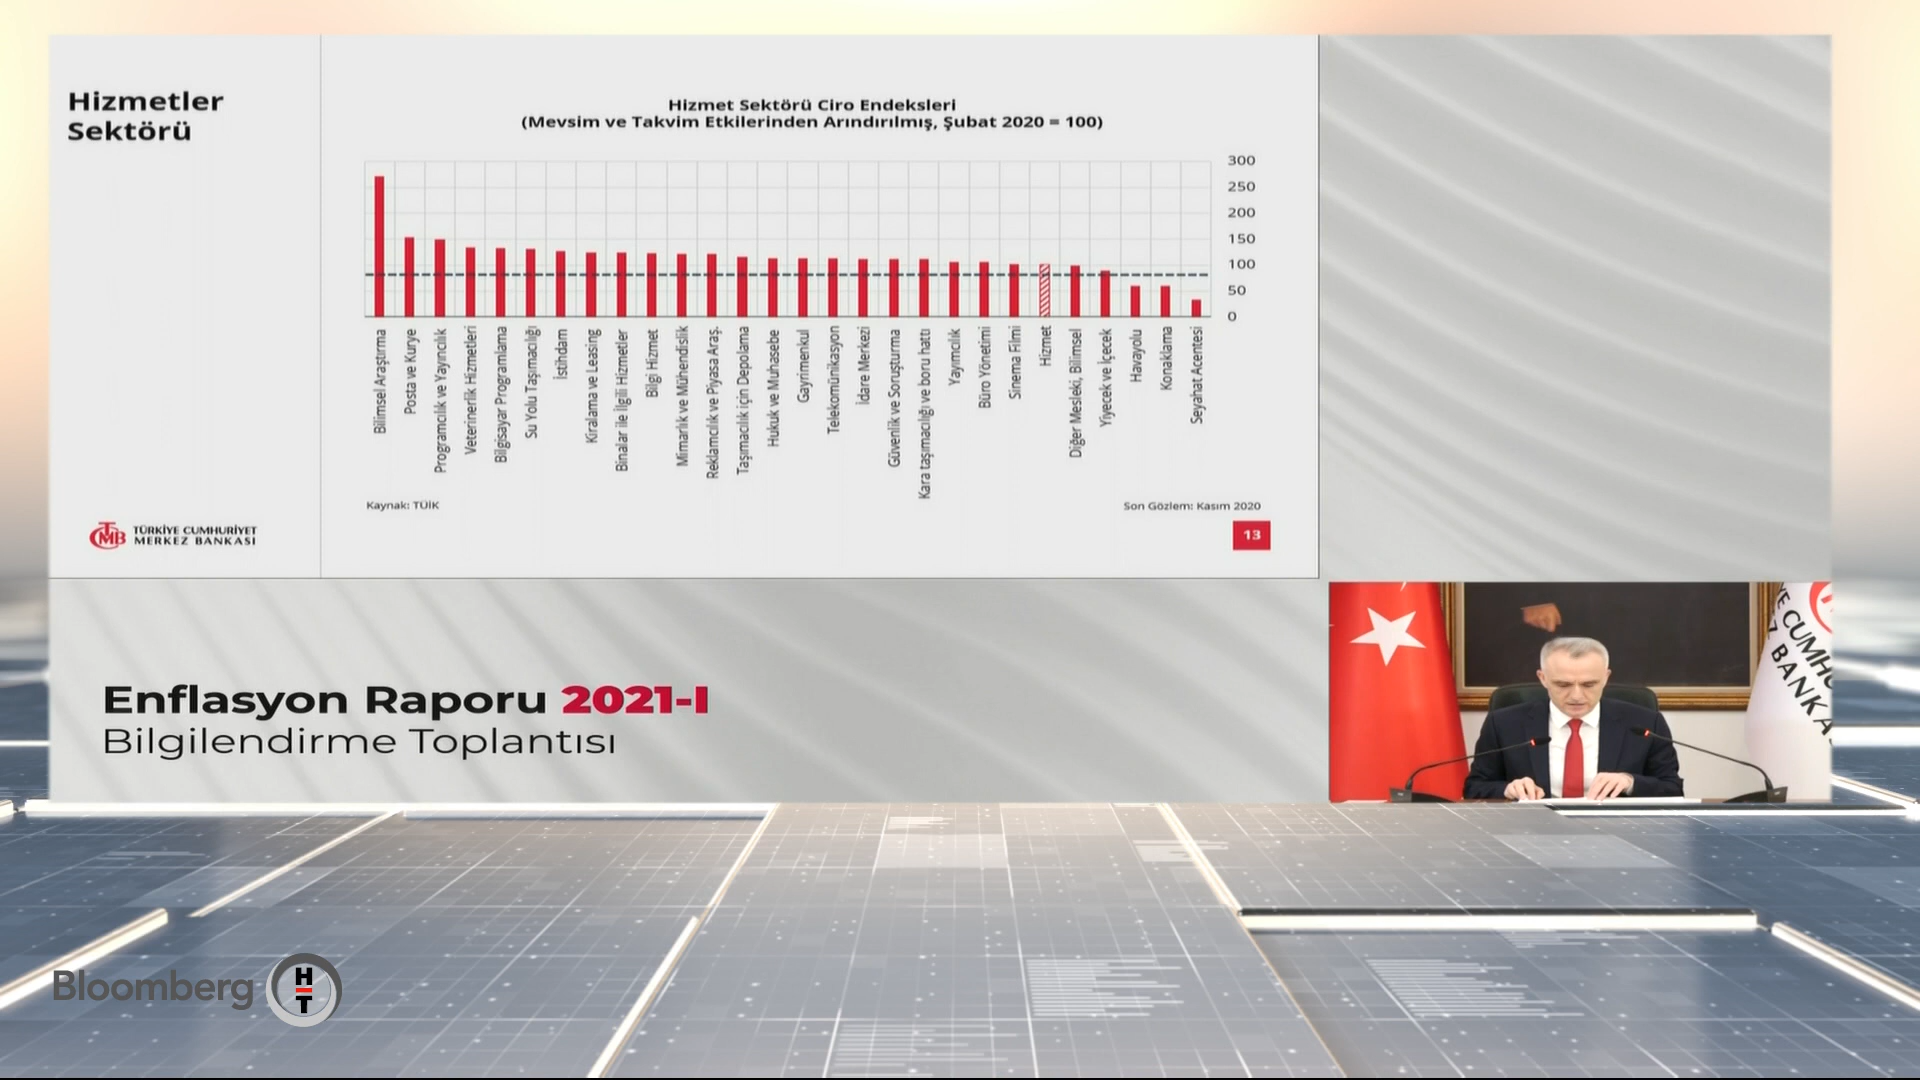 Hizmetler
Sektörü
Hizmet Sektörü Ciro Endeksleri
(Mevsim ve Takvim Etkilerinden Arındırılmış, Şubat 2020 = 100)
300
250
200
150
100
50
0
Bilimsel Araştırma
Posta ve Kurye
Programcılık ve Yayıncılık
Veterinerlik Hizmetleri
Bilgisayar Programlama
Su Yolu Taşımacılığı
İstihdam
Kiralama ve Leasing
Binalar ile İlgili Hizmetler
Bilgi Hizmet
Mimarlık ve Mühendislik
Reklamcılık ve Piyasa Araş.
Taşımacılık için Depolama
Hukuk ve Muhasebe
Gayrimenkul
Telekomünikasyon
İdare Merkezi
Güvenlik ve Soruşturma
Kara taşımacılığı ve boru hattı
Yayımcılık
Büro Yönetimi
Sinema Filmi
Hizmet
Diğer Mesleki, Bilimsel
Yiyecek ve İçecek
Havayolu
Konaklama
Seyahat Acentesi
Kaynak: TÜİK
Son Gözlem: Kasım 2020
13
TCMB
TÜRKİYE CUMHURİYET
MERKEZ BANKASI
Enflasyon Raporu 2021-I
Bilgilendirme Toplantısı
Bloomberg HT